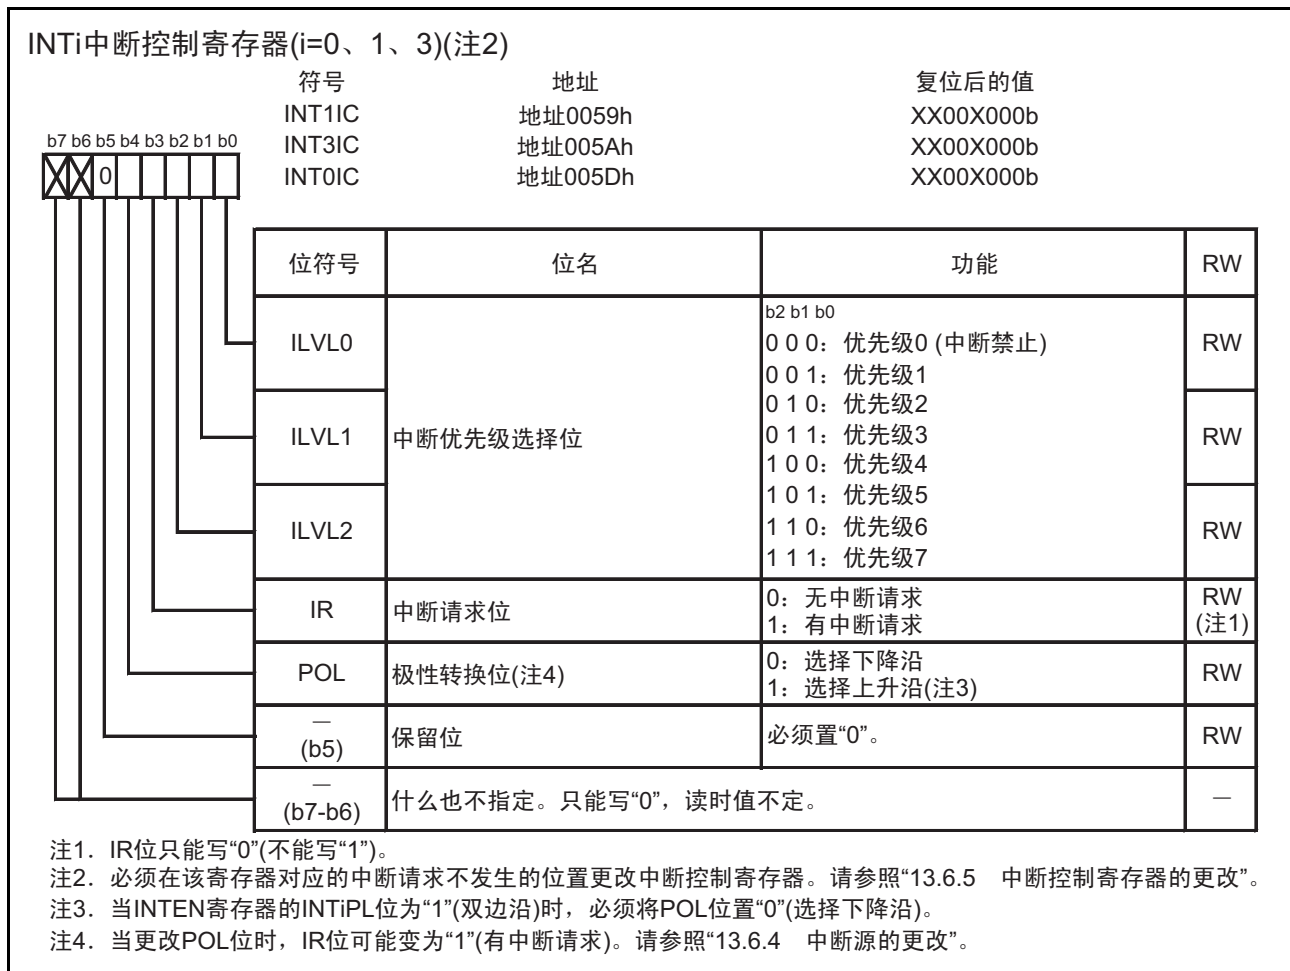 INTi中断控制寄存器(i=0、1、3)(注2)
符号 地址 复位后的值
INT1IC 地址0059h XX00X000b
INT3IC 地址005Ah XX00X000b
INT0IC 地址005Dh XX00X000b
b7 b6 b5 b4 b3 b2 b1 b0
0
位符号 位名 功能 RW
ILVL0 RW
ILVL1 中断优先级选择位 RW
ILVL2 RW
b2 b1 b0
0 0 0：优先级0 (中断禁止)
0 0 1：优先级1
0 1 0：优先级2
0 1 1：优先级3
1 0 0：优先级4
1 0 1：优先级5
1 1 0：优先级6
1 1 1：优先级7
IR 中断请求位 0：无中断请求 RW
1：有中断请求 (注1)
POL 极性转换位(注4) 0：选择下降沿 RW
1：选择上升沿(注3)
—
(b5) 保留位 必须置“0”。 RW
—
(b7-b6) 什么也不指定。只能写“0”，读时值不定。 —
注1．IR位只能写“0”(不能写“1”)。
注2．必须在该寄存器对应的中断请求不发生的位置更改中断控制寄存器。请参照“13.6.5 中断控制寄存器的更改”。
注3．当INTEN寄存器的INTiPL位为“1”(双边沿)时，必须将POL位置“0”(选择下降沿)。
注4．当更改POL位时，IR位可能变为“1”(有中断请求)。请参照“13.6.4 中断源的更改”。